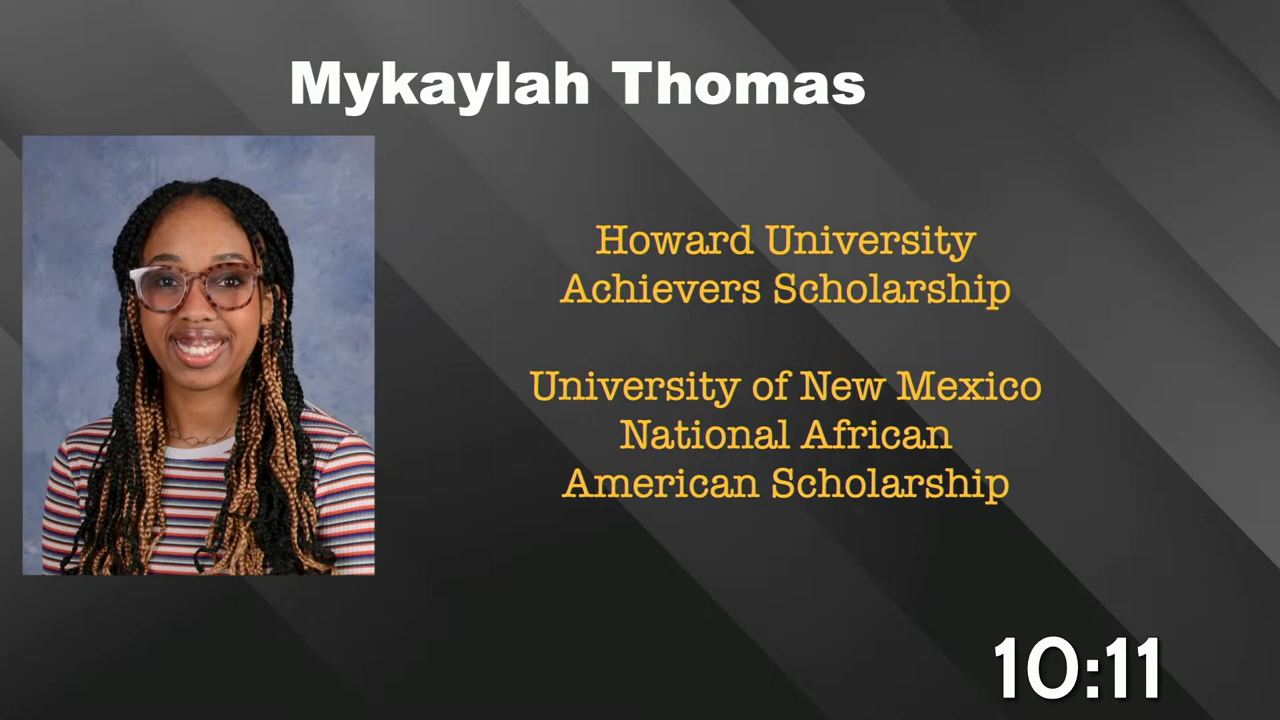 Mykaylah Thomas
Howard University
Achievers Scholarship
University of New Mexico
National African
American Scholarship
10:11